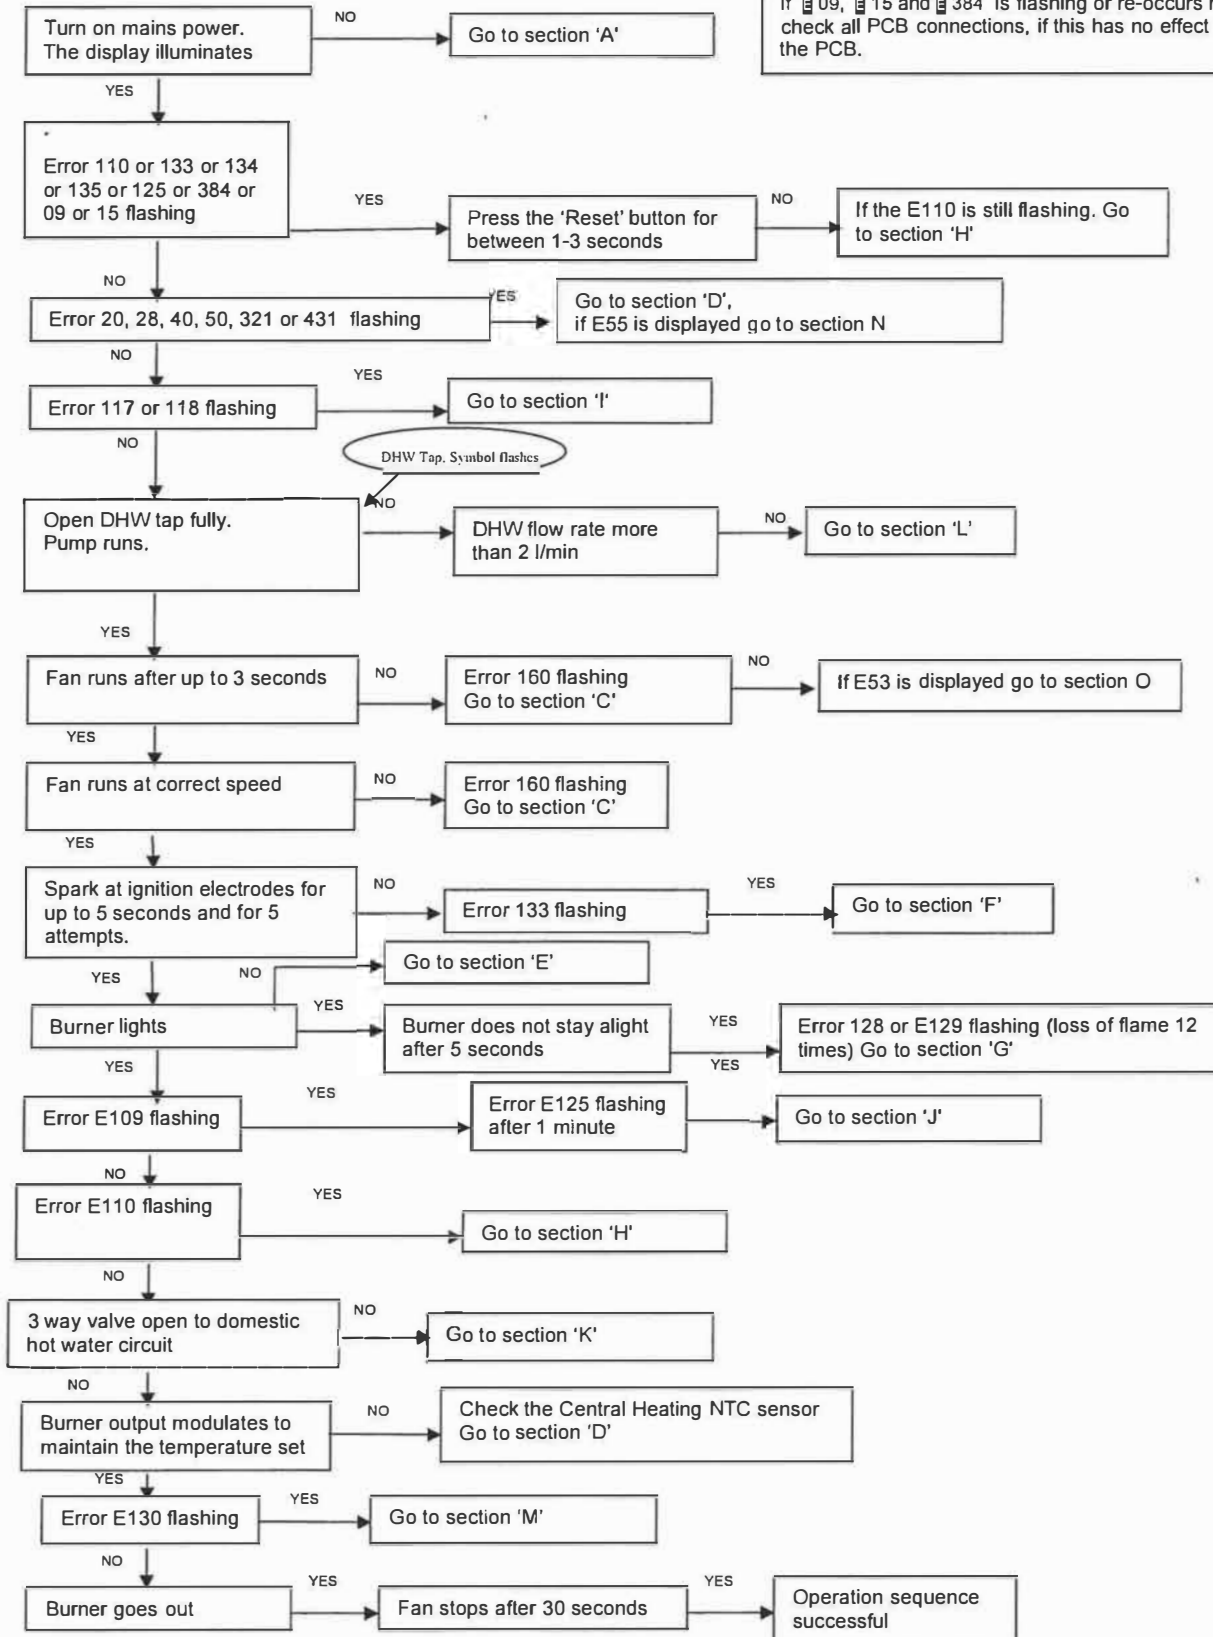 Turn on mains power.
The display illuminates
NO
Go to section 'A'
If E 09, E 15 and E 384 is flashing or re-occurs
check all PCB connections, if this has no effect
the PCB.
YES
Error 110 or 133 or 134
or 135 or 125 or 384 or
09 or 15 flashing
YES
Press the 'Reset' button for
between 1-3 seconds
NO
If the E110 is still flashing. Go
to section 'H'
NO
Error 20, 28, 40, 50, 321 or 431 flashing
YES
Go to section 'D',
if E55 is displayed go to section N
NO
Error 117 or 118 flashing
YES
Go to section 'I'
NO
DHW Tap. Symbol flashes
Open DHW tap fully.
Pump runs.
NO
DHW flow rate more
than 2 l/min
NO
Go to section 'L'
YES
Fan runs after up to 3 seconds
NO
Error 160 flashing
Go to section 'C'
NO
If E53 is displayed go to section O
YES
Fan runs at correct speed
NO
Error 160 flashing
Go to section 'C'
YES
Spark at ignition electrodes for
up to 5 seconds and for 5
attempts.
NO
Error 133 flashing
YES
Go to section 'F'
YES
NO
Go to section 'E'
Burner lights
YES
Burner does not stay alight
after 5 seconds
YES
YES
Error 128 or E129 flashing (loss of flame 12
times) Go to section 'G'
YES
Error E109 flashing
YES
Error E125 flashing
after 1 minute
Go to section 'J'
NO
Error E110 flashing
YES
Go to section 'H'
NO
3 way valve open to domestic
hot water circuit
NO
Go to section 'K'
NO
Burner output modulates to
maintain the temperature set
NO
Check the Central Heating NTC sensor
Go to section 'D'
YES
Error E130 flashing
YES
Go to section 'M'
NO
Burner goes out
YES
Fan stops after 30 seconds
YES
Operation sequence
successful